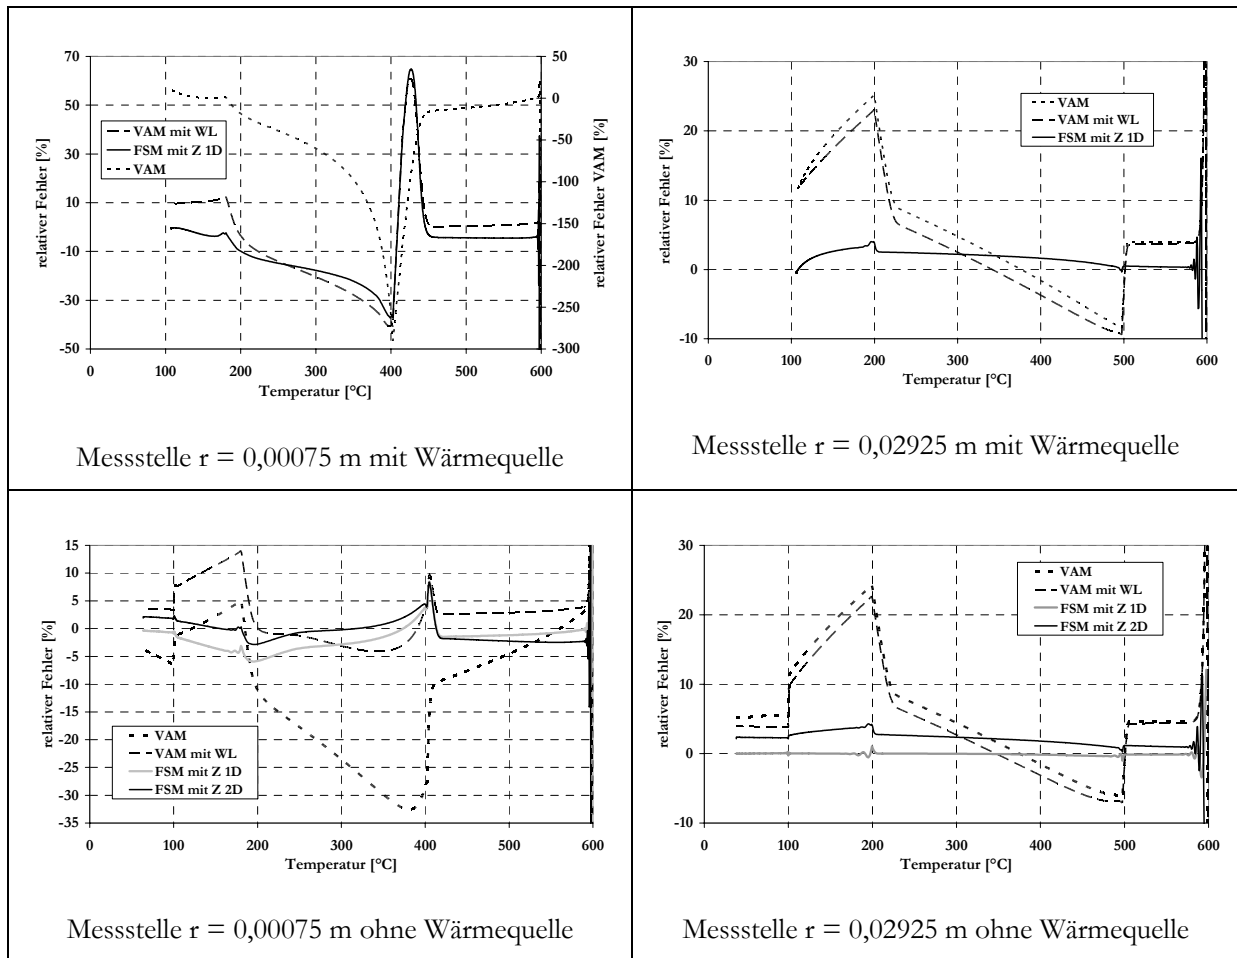 70
50
30
10
-10
-30
-50
50
0
-50
-100
-150
-200
-250
-300
0
100
200
300
400
500
600
relativer Fehler [%]
relativer Fehler VAM [%]
Temperatur [°C]
VAM mit WL
FSM mit Z 1D
VAM
Messstelle r = 0,00075 m mit Wärmequelle
30
20
10
0
-10
0
100
200
300
400
500
600
relativer Fehler [%]
Temperatur [°C]
VAM
VAM mit WL
FSM mit Z 1D
Messstelle r = 0,02925 m mit Wärmequelle
15
10
5
0
-5
-10
-15
-20
-25
-30
-35
0
100
200
300
400
500
600
relativer Fehler [%]
Temperatur [°C]
VAM
VAM mit WL
FSM mit Z 1D
FSM mit Z 2D
Messstelle r = 0,00075 m ohne Wärmequelle
30
20
10
0
-10
0
100
200
300
400
500
600
relativer Fehler [%]
Temperatur [°C]
VAM
VAM mit WL
FSM mit Z 1D
FSM mit Z 2D
Messstelle r = 0,02925 m ohne Wärmequelle